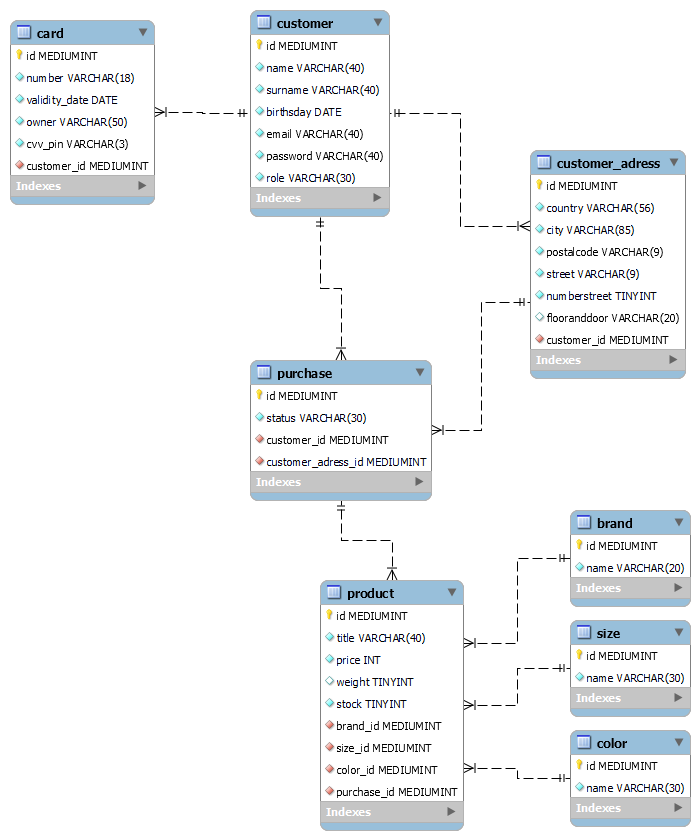 card
id MEDIUMINT
number VARCHAR(18)
validity_date DATE
owner VARCHAR(50)
cvv_pin VARCHAR(3)
customer_id MEDIUMINT
Indexes
customer
id MEDIUMINT
name VARCHAR(40)
surname VARCHAR(40)
birthsday DATE
email VARCHAR(40)
password VARCHAR(40)
role VARCHAR(30)
Indexes
customer_adress
id MEDIUMINT
country VARCHAR(56)
city VARCHAR(85)
postalcode VARCHAR(9)
street VARCHAR(9)
numberstreet TINYINT
flooranddoor VARCHAR(20)
customer_id MEDIUMINT
Indexes
purchase
id MEDIUMINT
status VARCHAR(30)
customer_id MEDIUMINT
customer_adress_id MEDIUMINT
Indexes
product
id MEDIUMINT
title VARCHAR(40)
price INT
weight TINYINT
stock TINYINT
brand_id MEDIUMINT
size_id MEDIUMINT
color_id MEDIUMINT
purchase_id MEDIUMINT
Indexes
brand
id MEDIUMINT
name VARCHAR(20)
Indexes
size
id MEDIUMINT
name VARCHAR(30)
Indexes
color
id MEDIUMINT
name VARCHAR(30)
Indexes